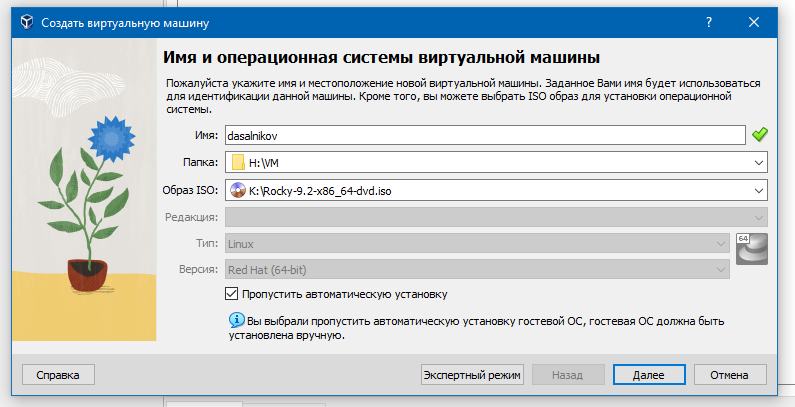 Создать виртуальную машину
?
Имя и операционная системы виртуальной машины
Пожалуйста укажите имя и местоположение новой виртуальной машины. Заданное Вами имя будет использоваться
для идентификации данной машины. Кроме того, вы можете выбрать ISO образ для установки операционной
системы.
Имя: dasalnikov
Папка: H:\VM
Образ ISO: K:\Rocky-9.2-x86_64-dvd.iso
Редакция:
Тип: Linux
64
Версия: Red Hat (64-bit)
Пропустить автоматическую установку
Вы выбрали пропустить автоматическую установку гостевой ОС, гостевая ОС должна быть
установлена вручную.
Справка Экспертный режим Назад Далее Отмена